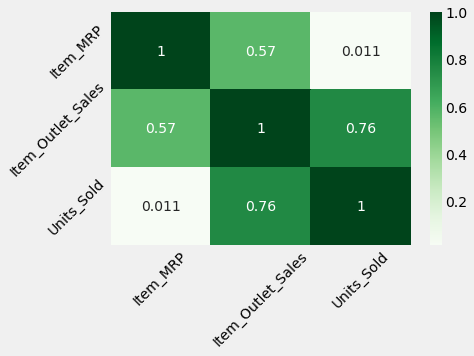 Item_MRP
1
0.57
0.011
Item_Outlet_Sales
0.57
1
0.76
Units_Sold
0.011
0.76
1
Item_MRP
Item_Outlet_Sales
Units_Sold
1.0
0.8
0.6
0.4
0.2